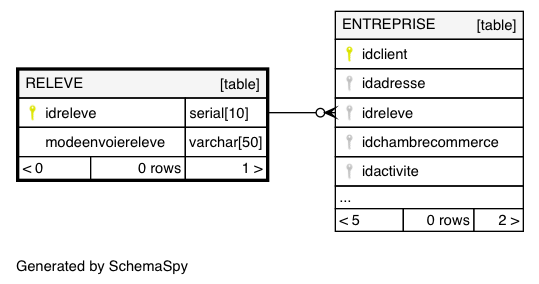 RELEVE [table]
idreleve serial[10]
modeenvoiereleve varchar[50]
< 0 0 rows 1 >
ENTREPRISE [table]
idclient
idadresse
idreleve
idchambrecommerce
idactivite
...
< 5 0 rows 2 >
Generated by SchemaSpy